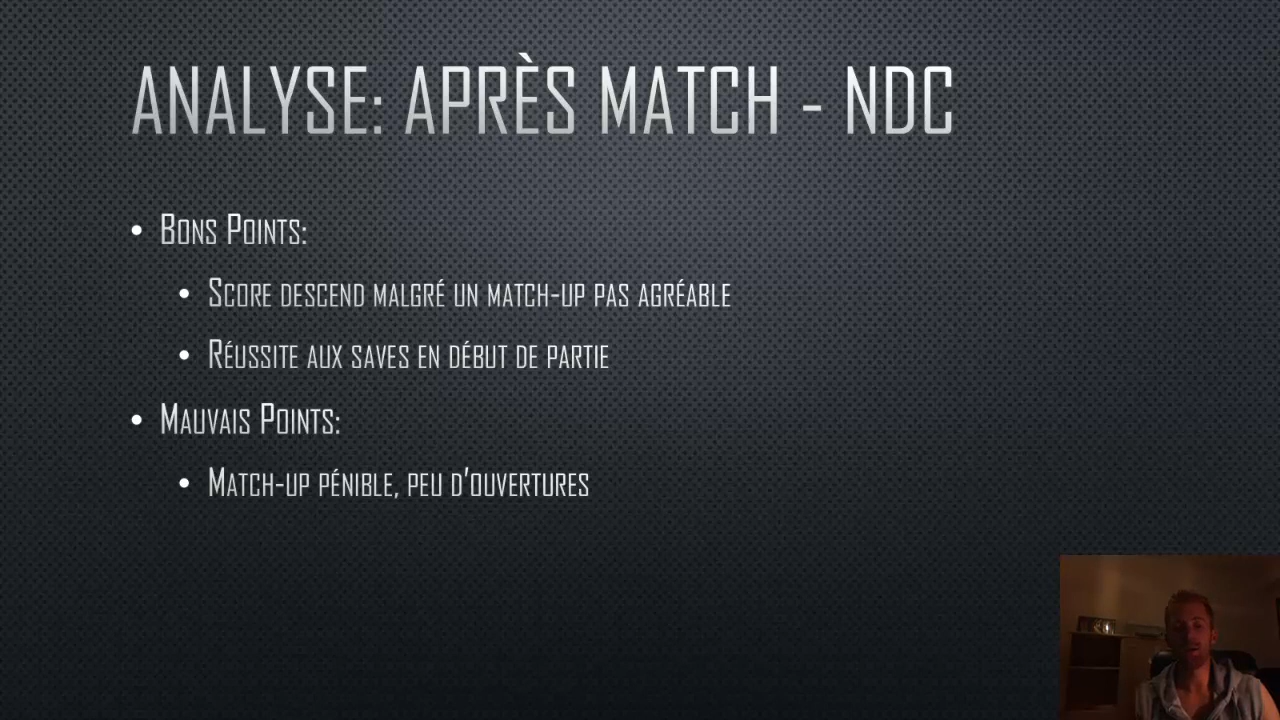 ANALYSE: APRÈS MATCH - NDC
• BONS POINTS:
• SCORE DESCEND MALGRÉ UN MATCH-UP PAS AGRÉABLE
• RÉUSSITE AUX SAVES EN DÉBUT DE PARTIE
• MAUVAIS POINTS:
• MATCH-UP PÉNIBLE, PEU D'OUVERTURES